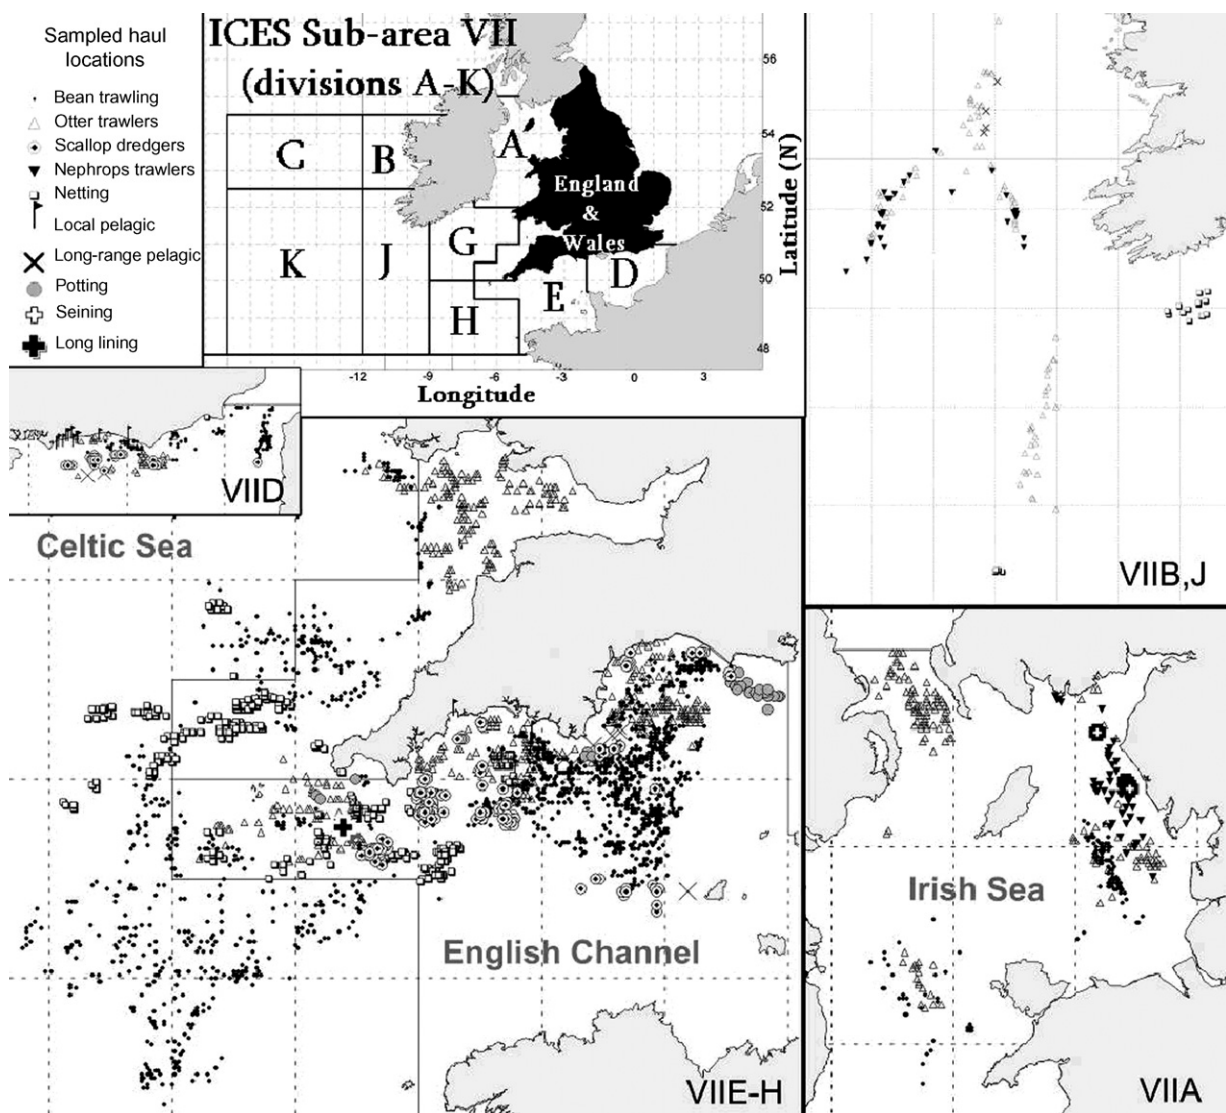 Sampled haul
locations
Bean trawling
Otter trawlers
Scallop dredgers
Nephrops trawlers
Netting
Local pelagic
Long-range pelagic
Potting
Seining
Long lining
ICES Sub-area VII
(divisions A-K)
C
B
A
K
J
G
H
E
D
England
&
Wales
56
54
52
50
48
Latitude (N)
-12
-9
-6
-3
0
3
Longitude
VIID
Celtic Sea
English Channel
VIIE-H
VIIB,J
Irish Sea
VIIA